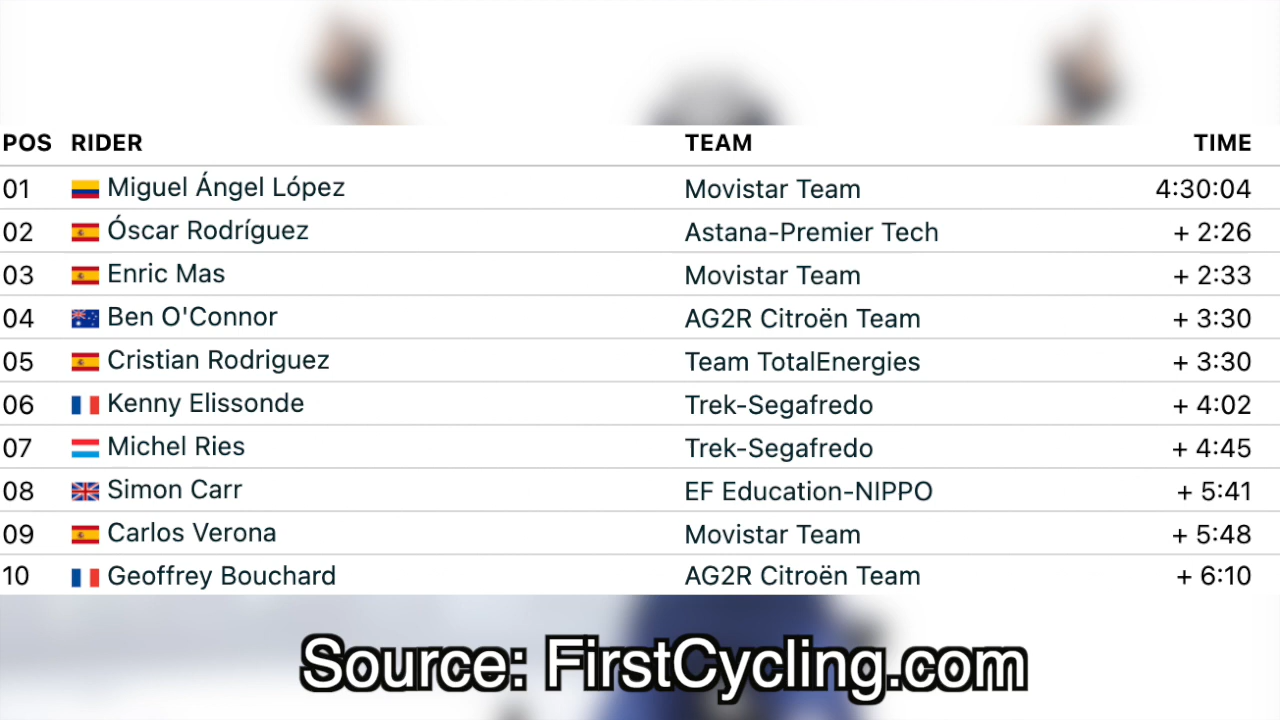 POS RIDER TEAM TIME
01 Miguel Ángel López Movistar Team 4:30:04
02 Óscar Rodríguez Astana-Premier Tech + 2:26
03 Enric Mas Movistar Team + 2:33
04 Ben O'Connor AG2R Citroën Team + 3:30
05 Cristian Rodriguez Team TotalEnergies + 3:30
06 Kenny Elissonde Trek-Segafredo + 4:02
07 Michel Ries Trek-Segafredo + 4:45
08 Simon Carr EF Education-NIPPO + 5:41
09 Carlos Verona Movistar Team + 5:48
10 Geoffrey Bouchard AG2R Citroën Team + 6:10
Source: FirstCycling.com